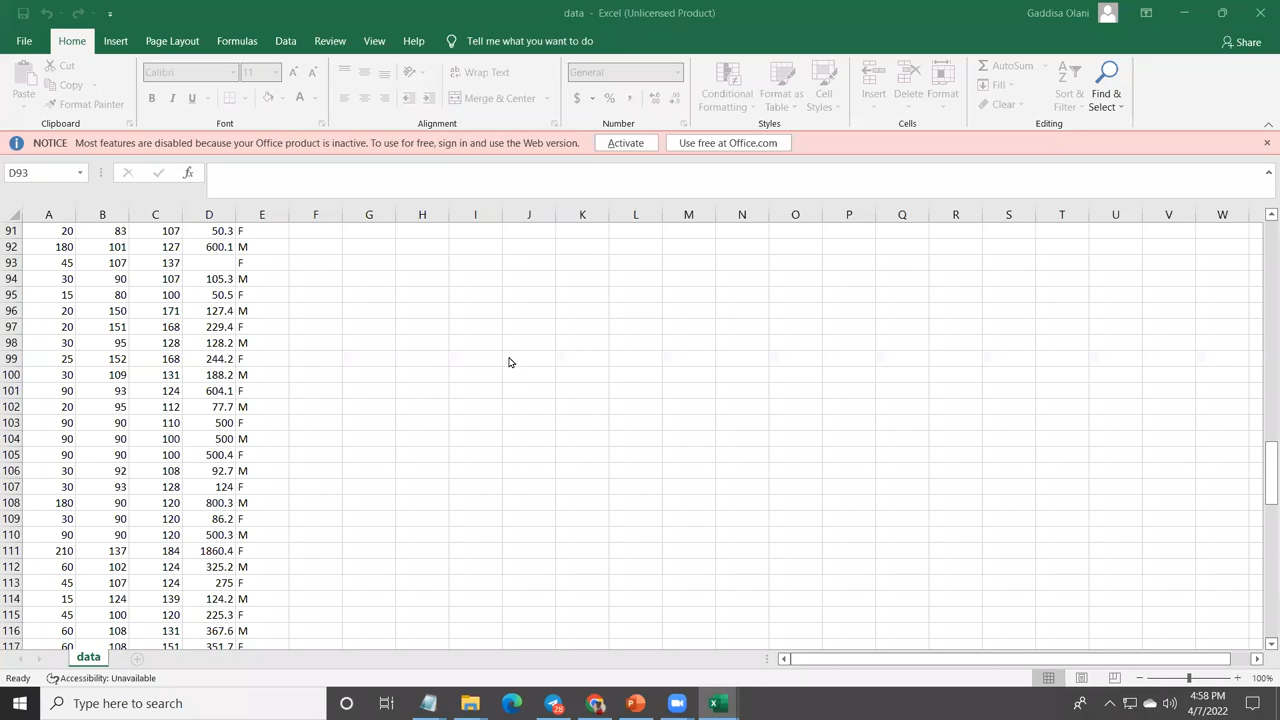 data - Excel (Unlicensed Product) Gaddisa Olani
File Home Insert Page Layout Formulas Data Review View Help Tell me what you want to do Share
Paste Cut Copy Format Painter Clipboard
Calibri 11 B I U Font
Wrap Text Merge & Center Alignment
General $ % , Number
Conditional Formatting Format as Table Cell Styles Styles
Insert Delete Format Cells
AutoSum Fill Clear Sort & Filter Find & Select Editing
NOTICE Most features are disabled because your Office product is inactive. To use for free, sign in and use the Web version. Activate Use free at Office.com
D93 fx
A B C D E F G H I J K L M N O P Q R S T U V W
91 20 83 107 50.3 F
92 180 101 127 600.1 M
93 45 107 137 F
94 30 90 107 105.3 M
95 15 80 100 50.5 F
96 20 150 171 127.4 M
97 20 151 168 229.4 F
98 30 95 128 128.2 M
99 25 152 168 244.2 F
100 30 109 131 188.2 M
101 90 93 124 604.1 F
102 20 95 112 77.7 M
103 90 90 110 500 F
104 90 90 100 500 M
105 90 90 100 500.4 F
106 30 92 108 92.7 M
107 30 93 128 124 F
108 180 90 120 800.3 M
109 30 90 120 86.2 F
110 90 90 120 500.3 M
111 210 137 184 1860.4 F
112 60 102 124 325.2 M
113 45 107 124 275 F
114 15 124 139 124.2 M
115 45 100 120 225.3 F
116 60 108 131 367.6 M
117 60 108 151 351.7 F
data
Ready Accessibility: Unavailable 100%
Type here to search 28 4:58 PM
4/7/2022